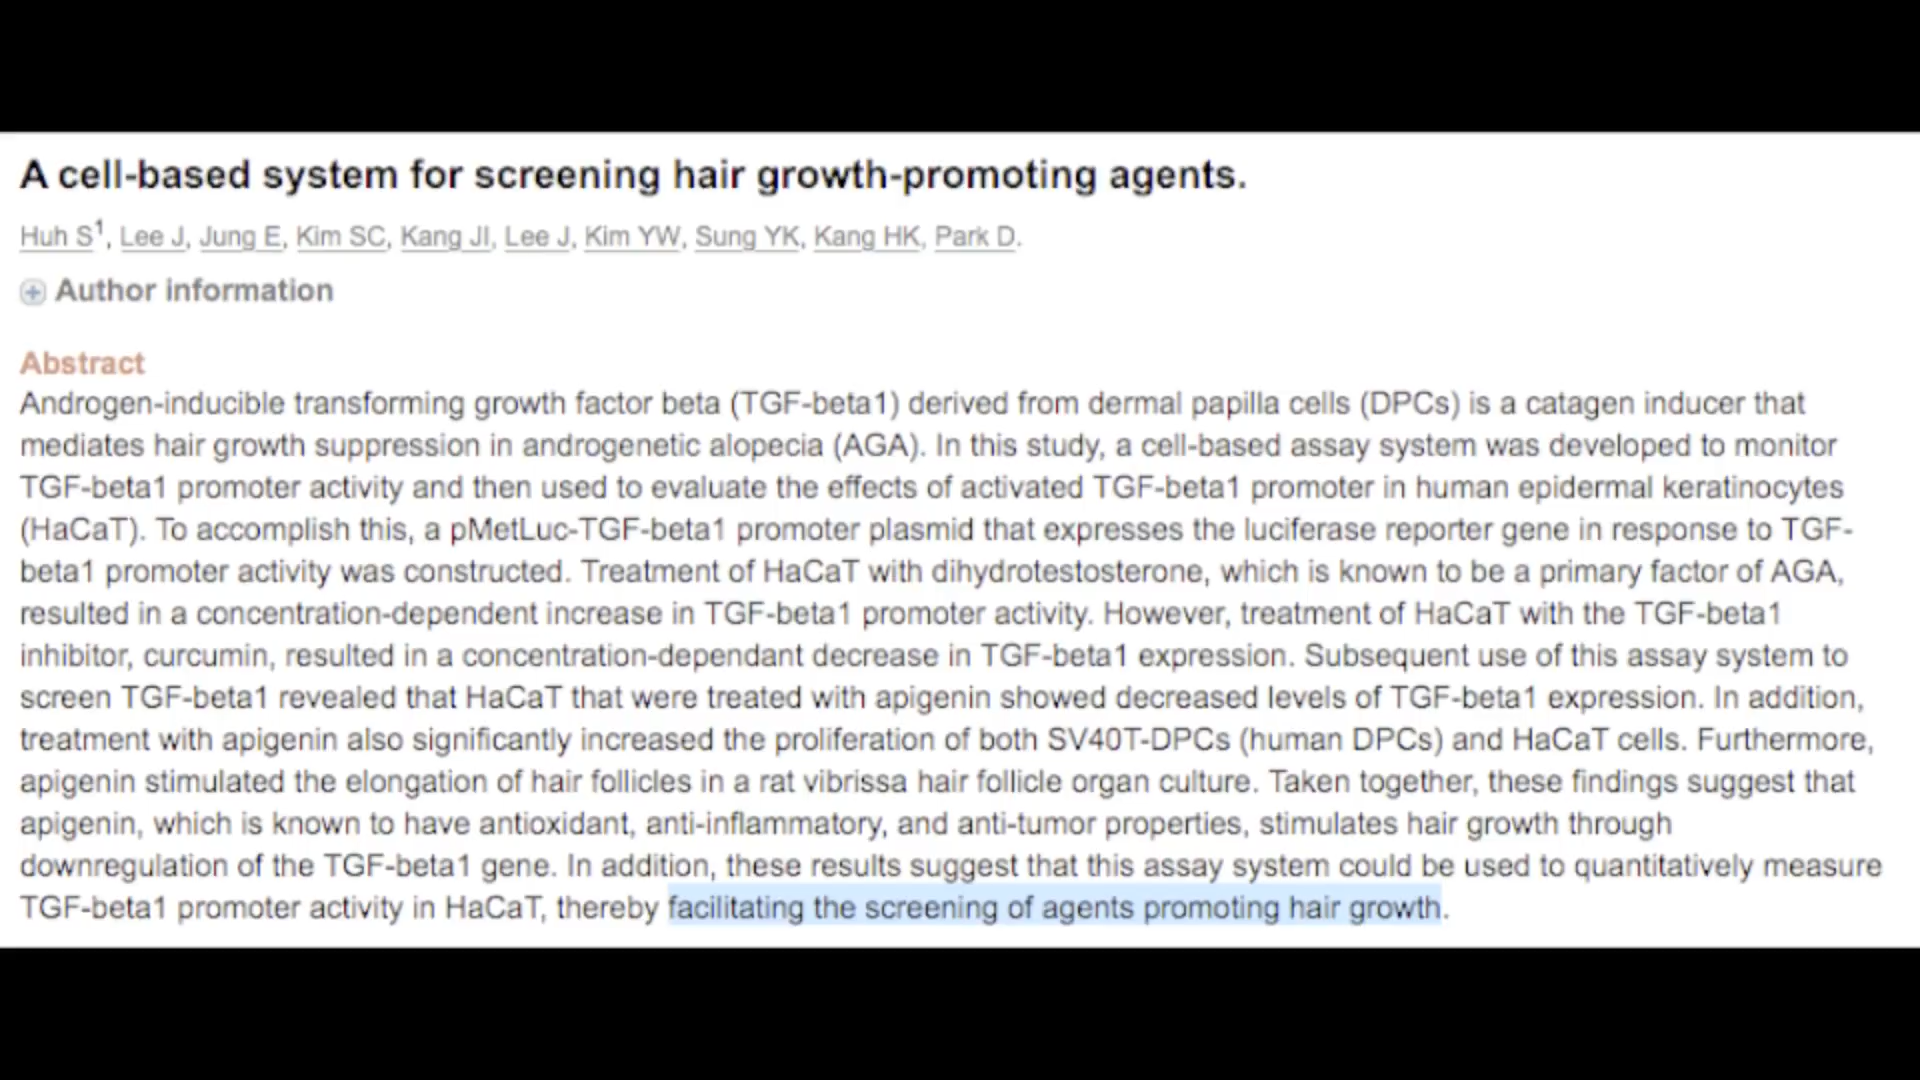 A cell-based system for screening hair growth-promoting agents.
Huh S1, Lee J, Jung E, Kim SC, Kang JI, Lee J, Kim YW, Sung YK, Kang HK, Park D.
Author information
Abstract
Androgen-inducible transforming growth factor beta (TGF-beta1) derived from dermal papilla cells (DPCs) is a catagen inducer that
mediates hair growth suppression in androgenetic alopecia (AGA). In this study, a cell-based assay system was developed to monitor
TGF-beta1 promoter activity and then used to evaluate the effects of activated TGF-beta1 promoter in human epidermal keratinocytes
(HaCaT). To accomplish this, a pMetLuc-TGF-beta1 promoter plasmid that expresses the luciferase reporter gene in response to TGF-
beta1 promoter activity was constructed. Treatment of HaCaT with dihydrotestosterone, which is known to be a primary factor of AGA,
resulted in a concentration-dependent increase in TGF-beta1 promoter activity. However, treatment of HaCaT with the TGF-beta1
inhibitor, curcumin, resulted in a concentration-dependant decrease in TGF-beta1 expression. Subsequent use of this assay system to
screen TGF-beta1 revealed that HaCaT that were treated with apigenin showed decreased levels of TGF-beta1 expression. In addition,
treatment with apigenin also significantly increased the proliferation of both SV40T-DPCs (human DPCs) and HaCaT cells. Furthermore,
apigenin stimulated the elongation of hair follicles in a rat vibrissa hair follicle organ culture. Taken together, these findings suggest that
apigenin, which is known to have antioxidant, anti-inflammatory, and anti-tumor properties, stimulates hair growth through
downregulation of the TGF-beta1 gene. In addition, these results suggest that this assay system could be used to quantitatively measure
TGF-beta1 promoter activity in HaCaT, thereby facilitating the screening of agents promoting hair growth.